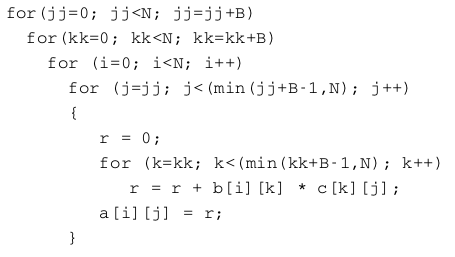 for(jj=0; jj<N; jj=jj+B)
for(kk=0; kk<N; kk=kk+B)
for (i=0; i<N; i++)
for (j=jj; j<(min(jj+B-1,N); j++)
{
r = 0;
for (k=kk; k<(min(kk+B-1,N); k++)
r = r + b[i][k] * c[k][j];
a[i][j] = r;
}